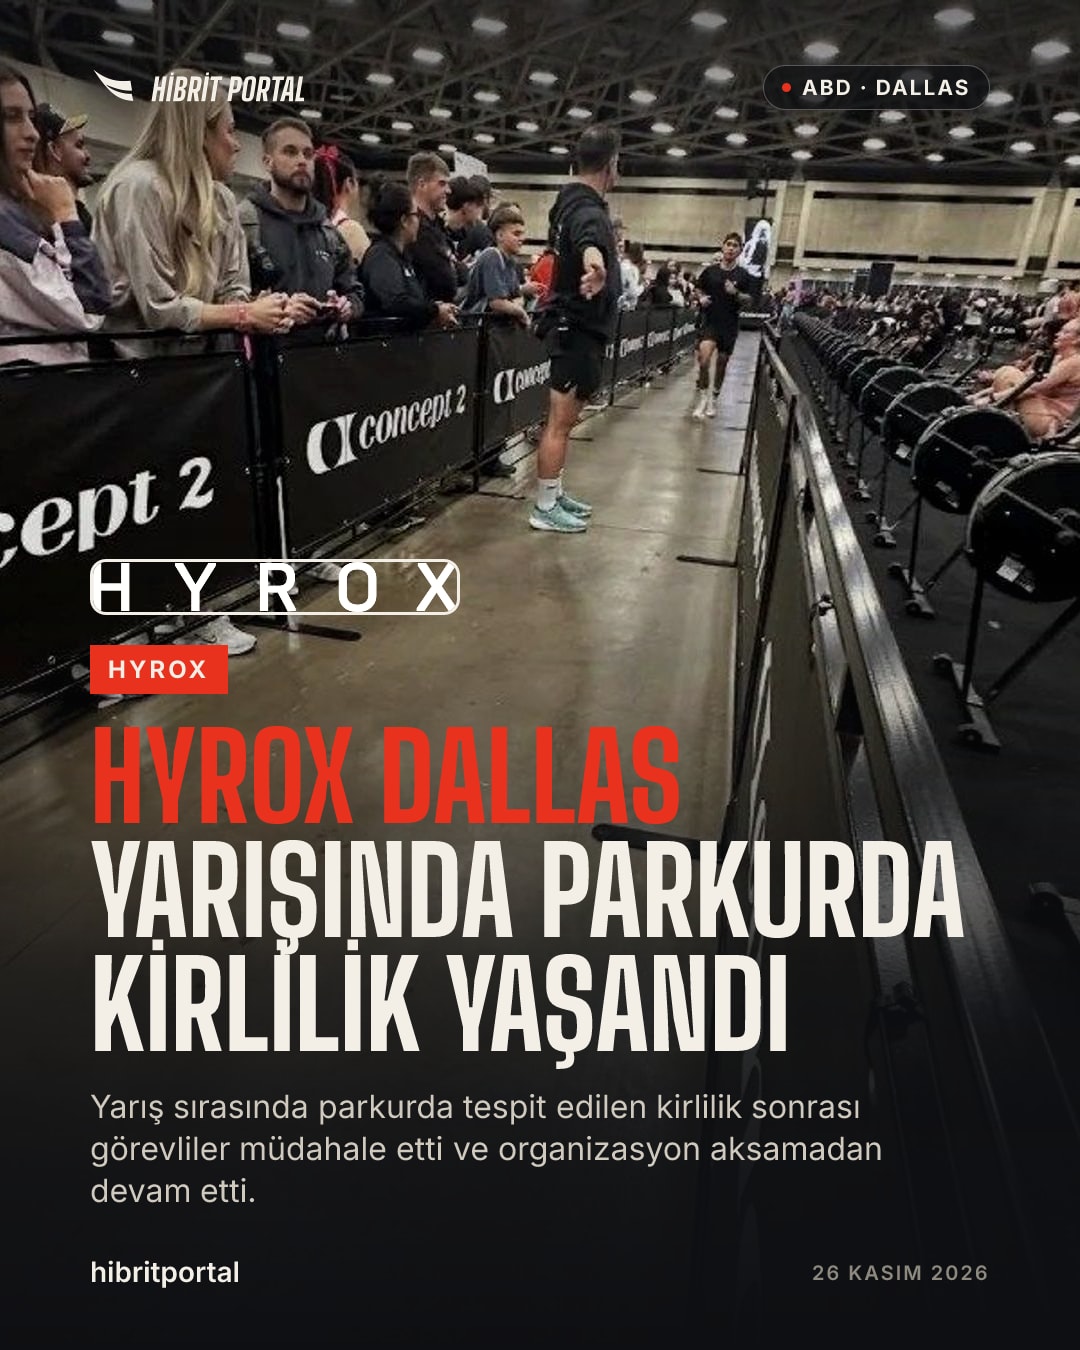 HİBRİT PORTAL
ABD · DALLAS
concept 2
concept
cept 2
HYROX
HYROX
HYROX DALLAS
YARIŞINDA PARKURDA
KİRLİLİK YAŞANDI
Yarış sırasında parkurda tespit edilen kirlilik sonrası
görevliler müdahale etti ve organizasyon aksamadan
devam etti.
hibritportal
26 KASIM 2026